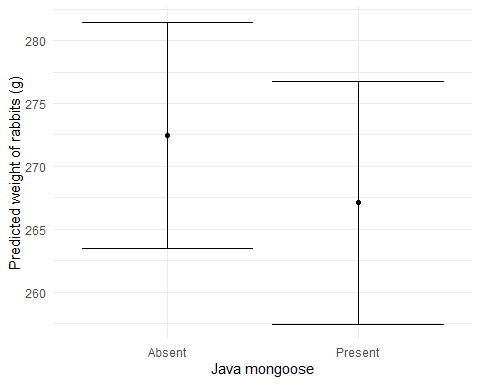 Predicted weight of rabbits (g)
280
275
270
265
260
Absent
Present
Java mongoose